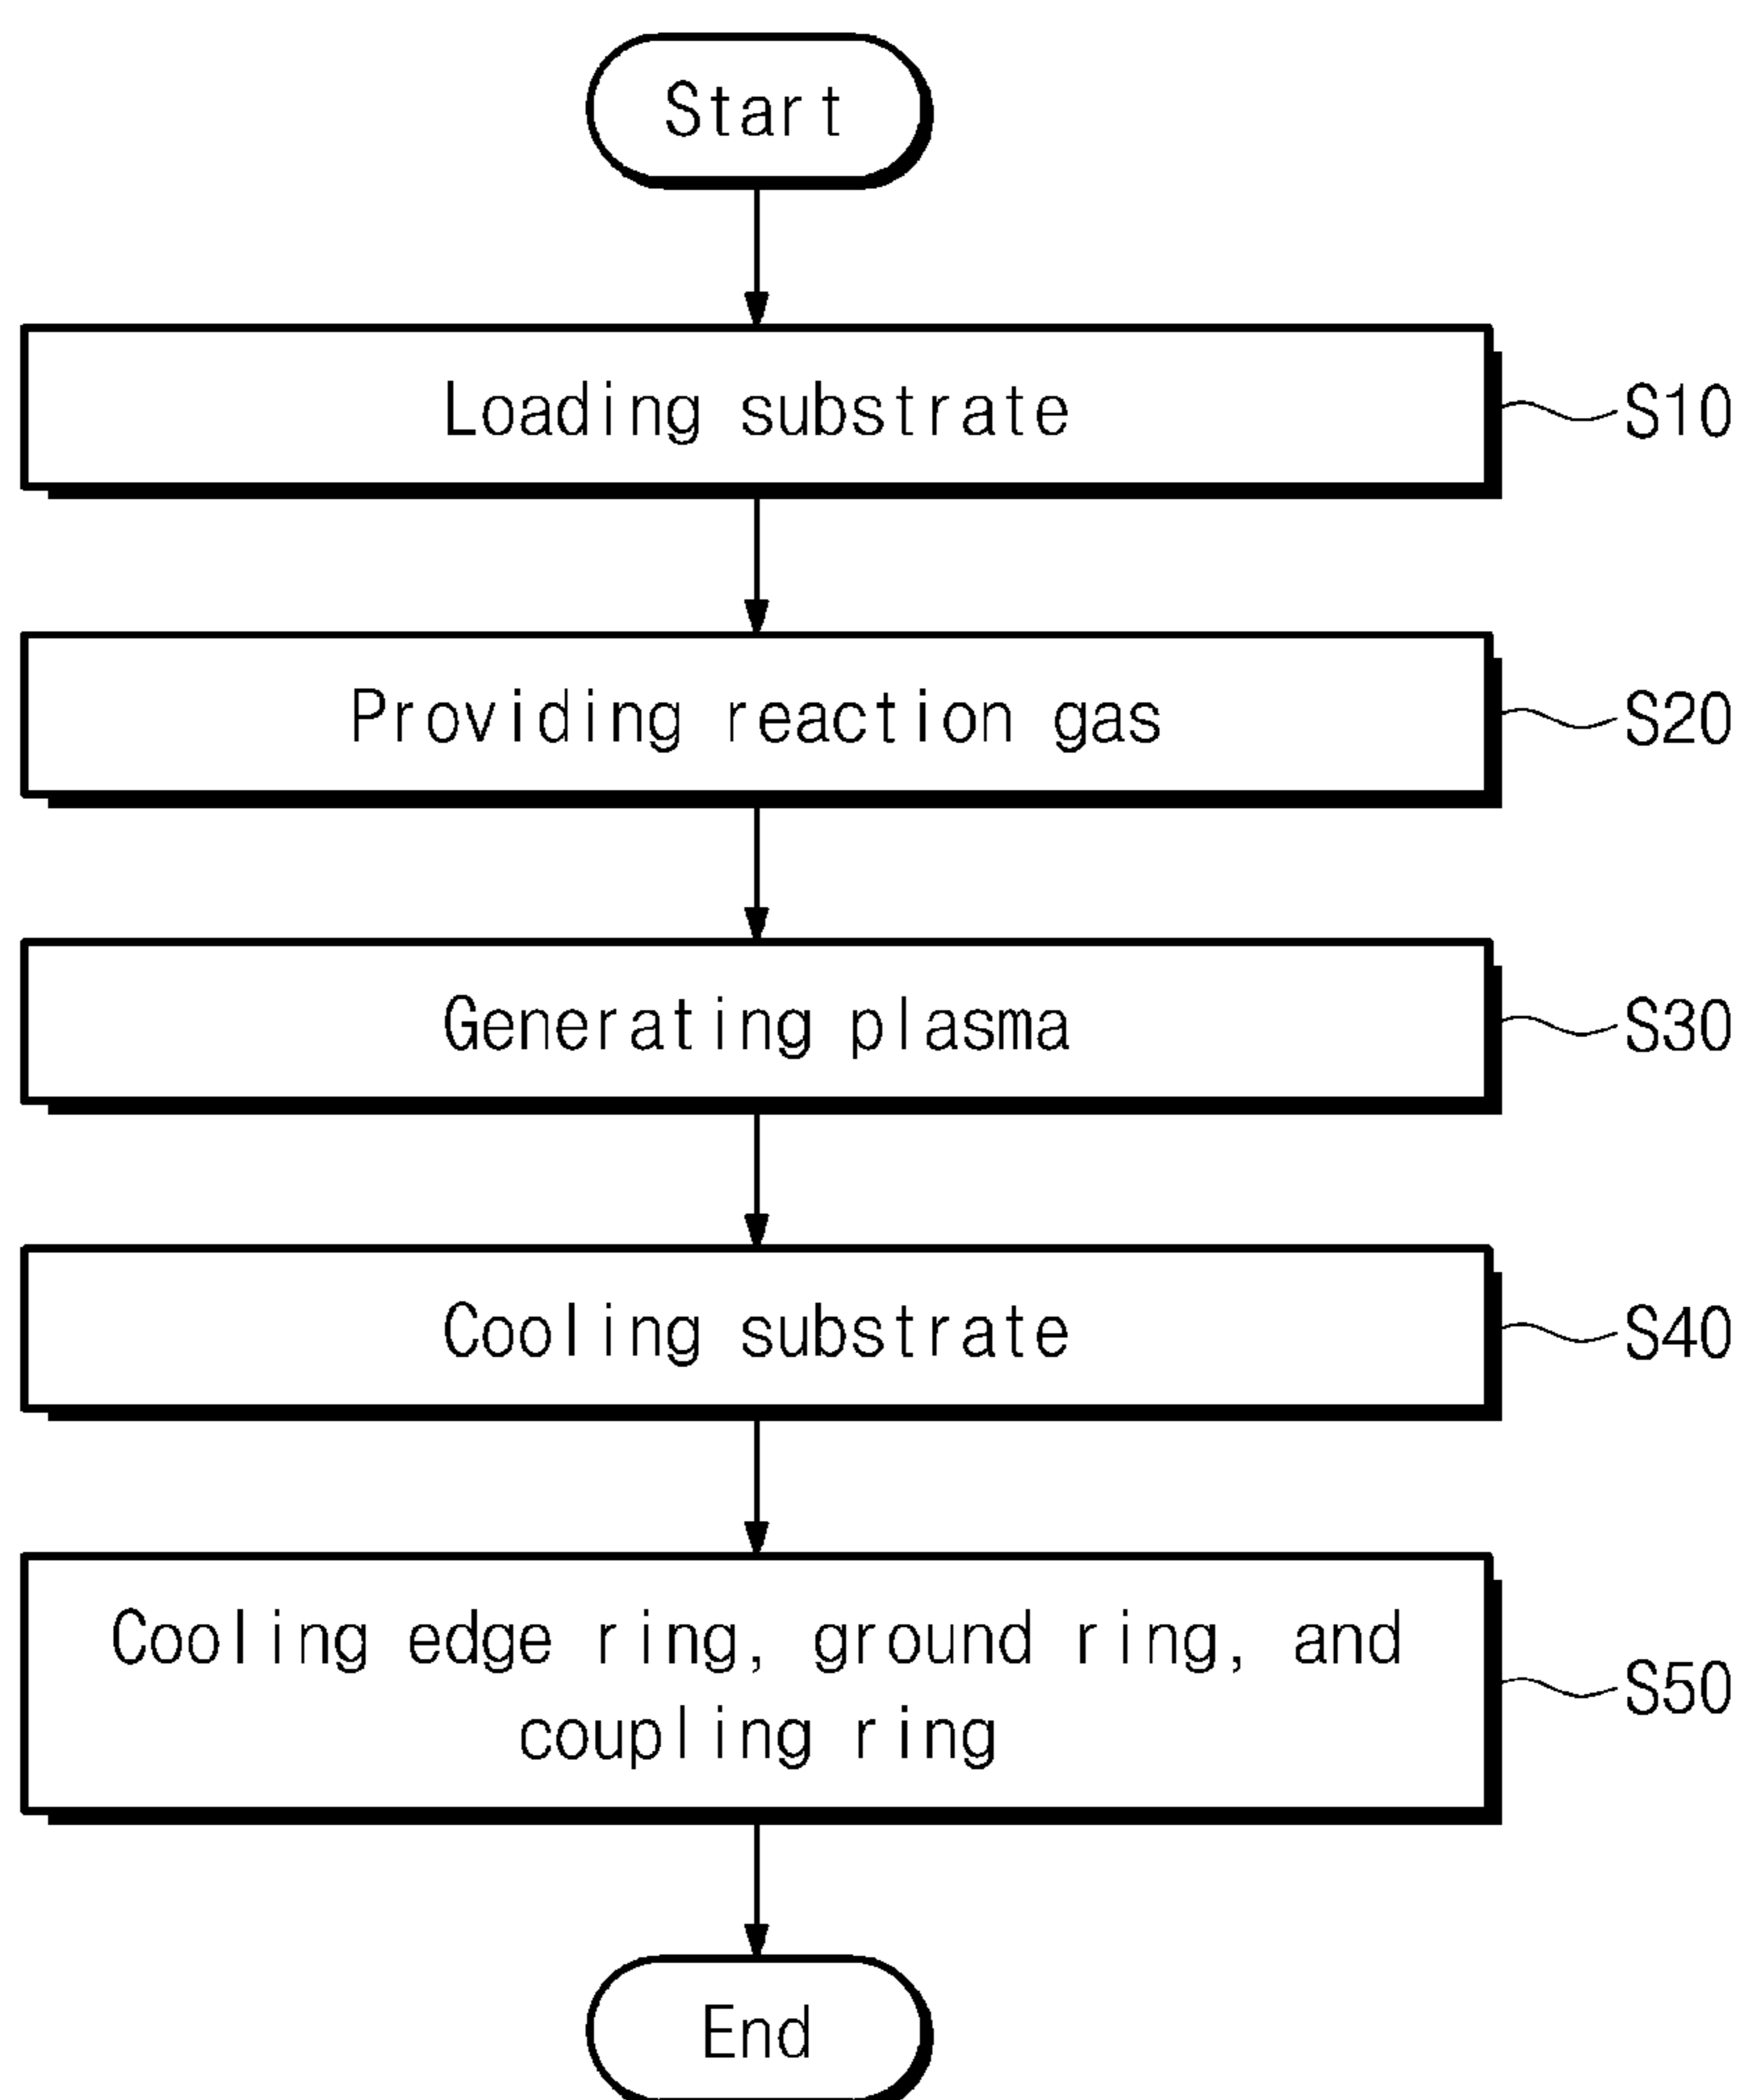 Start
Loading substrate
S10
Providing reaction gas
S20
Generating plasma
S30
Cooling substrate
S40
Cooling edge ring, ground ring, and
coupling ring
S50
End